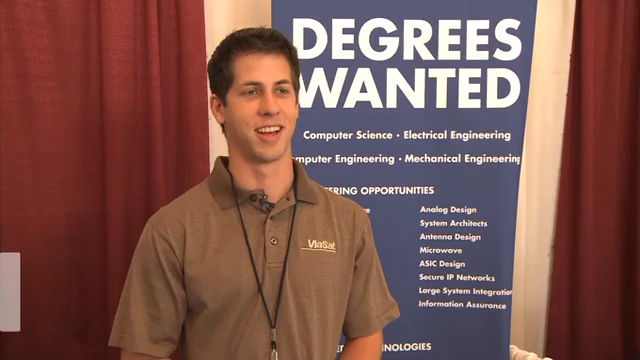 DEGREES
WANTED
Computer Science · Electrical Engineering
omputer Engineering · Mechanical Engineering
ERING OPPORTUNITIES
Analog Design
System Architects
Antenna Design
Microwave
ASIC Design
Secure IP Networks
Large System Integration
Information Assurance
ViaSat